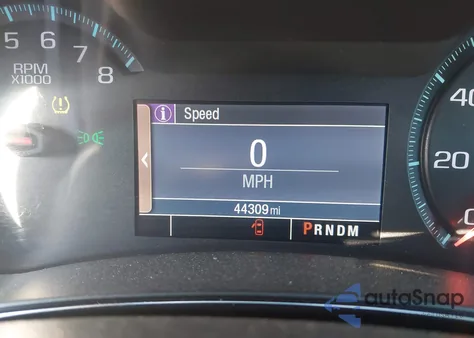 5 6 7 8
RPM
X1000
i Speed
0
MPH
44309 mi
PRNDM
40
20
0
autoSnap